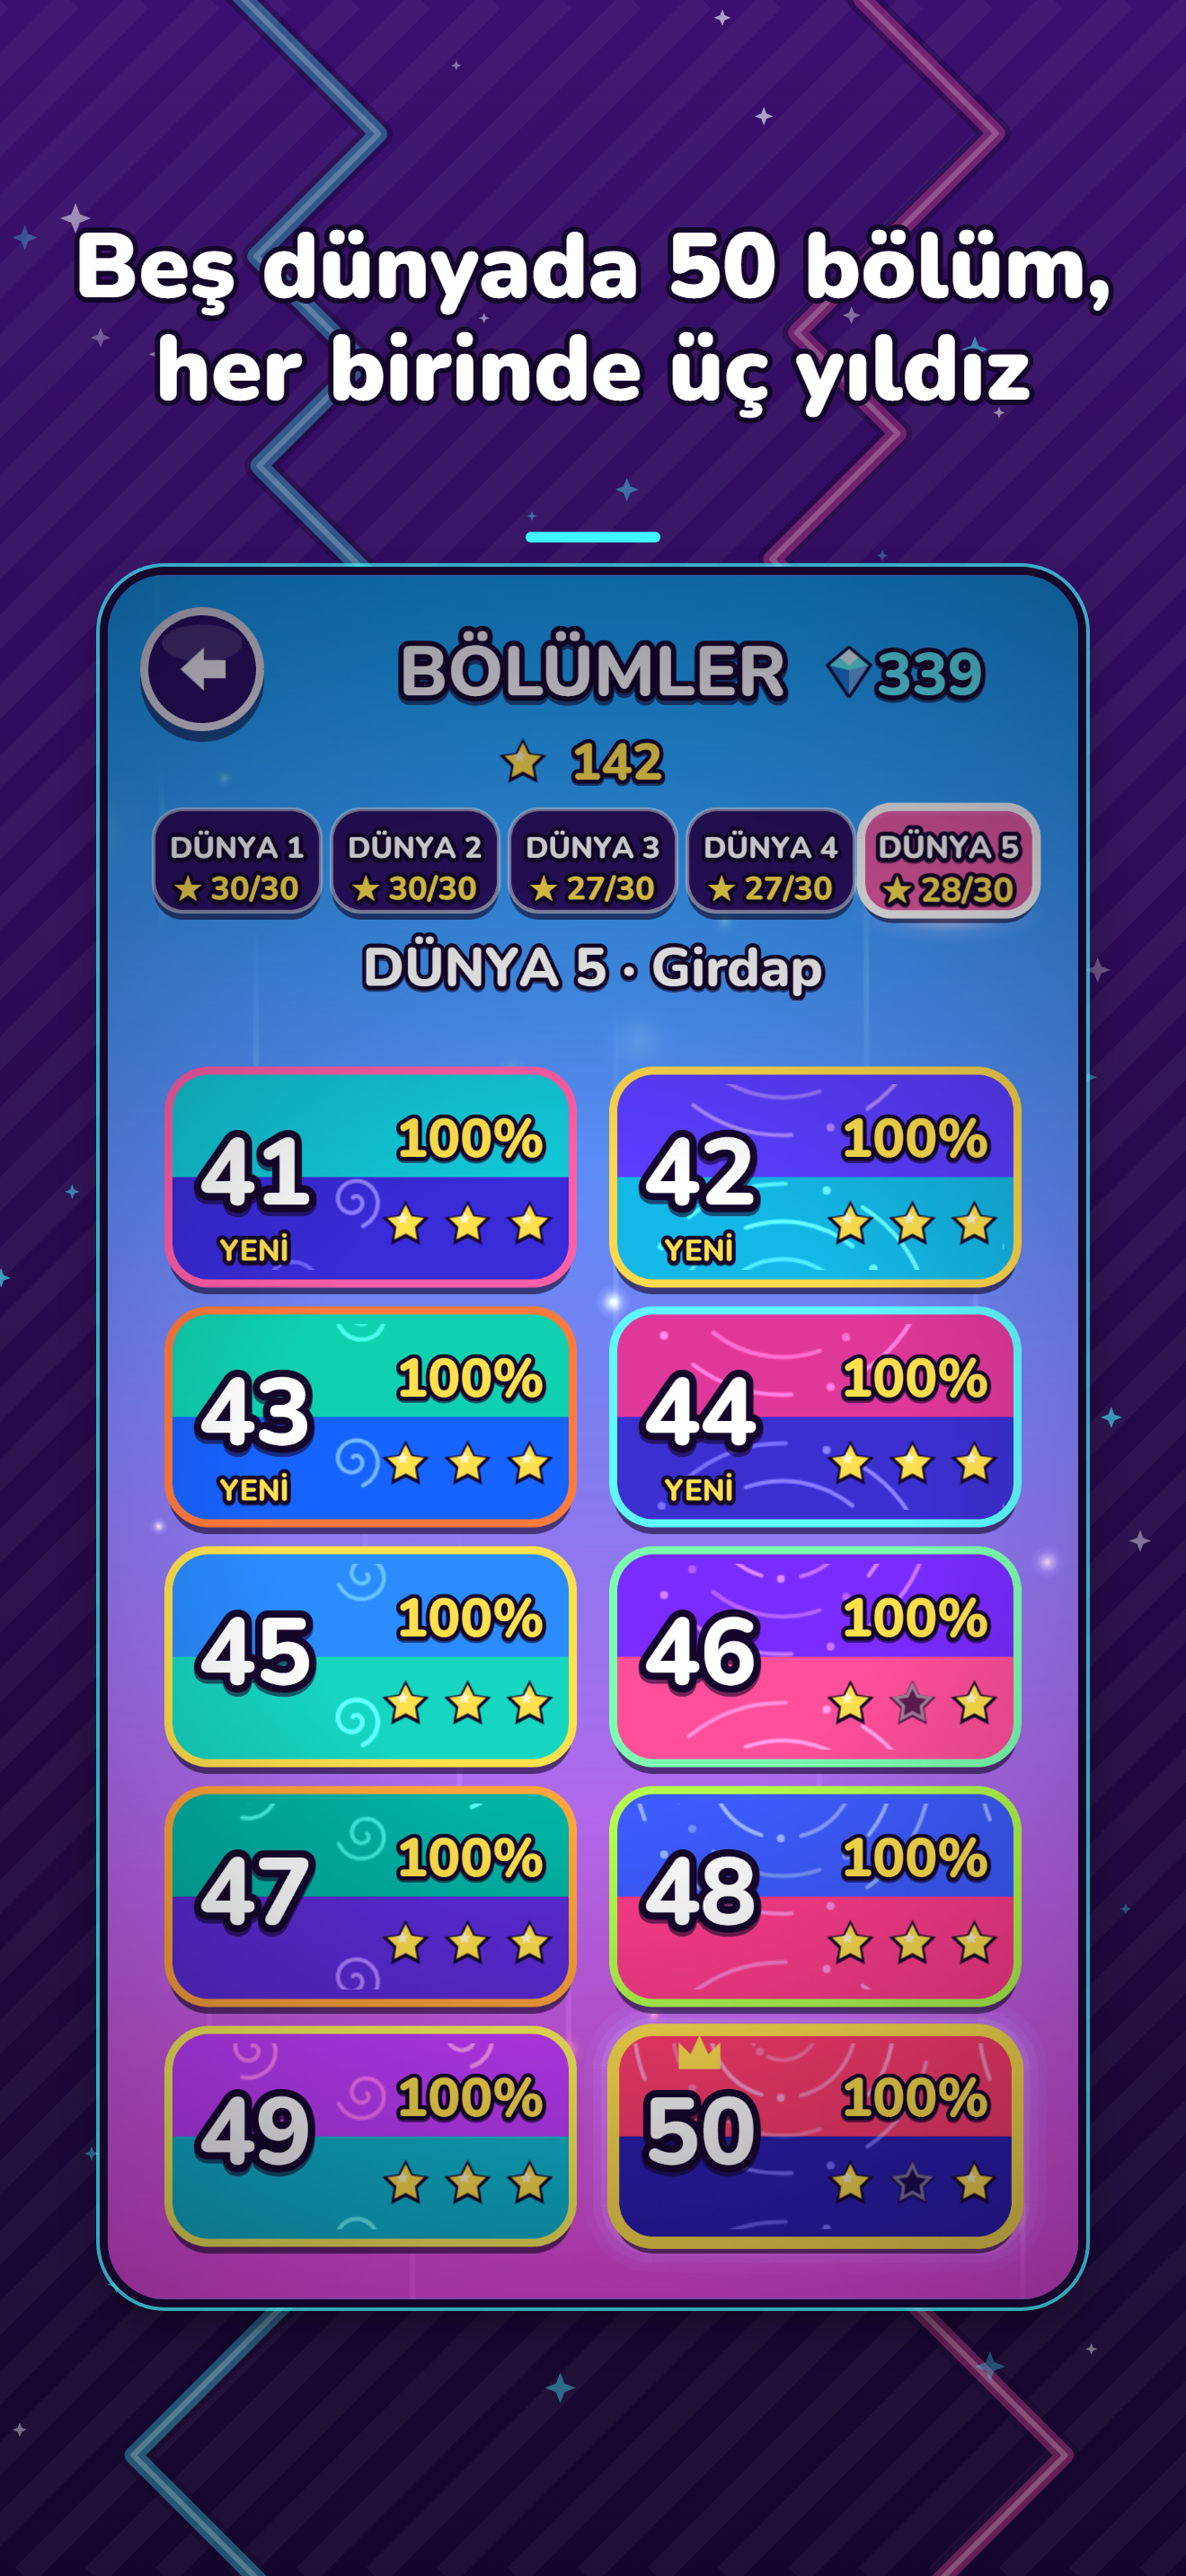 Beş dünyada 50 bölüm,
her birinde üç yıldız
BÖLÜMLER 339
142
DÜNYA 1 DÜNYA 2 DÜNYA 3 DÜNYA 4 DÜNYA 5
30/30 30/30 27/30 27/30 28/30
DÜNYA 5 · Girdap
41 100%
YENİ
42 100%
YENİ
43 100%
YENİ
44 100%
YENİ
45 100%
46 100%
47 100%
48 100%
49 100%
50 100%